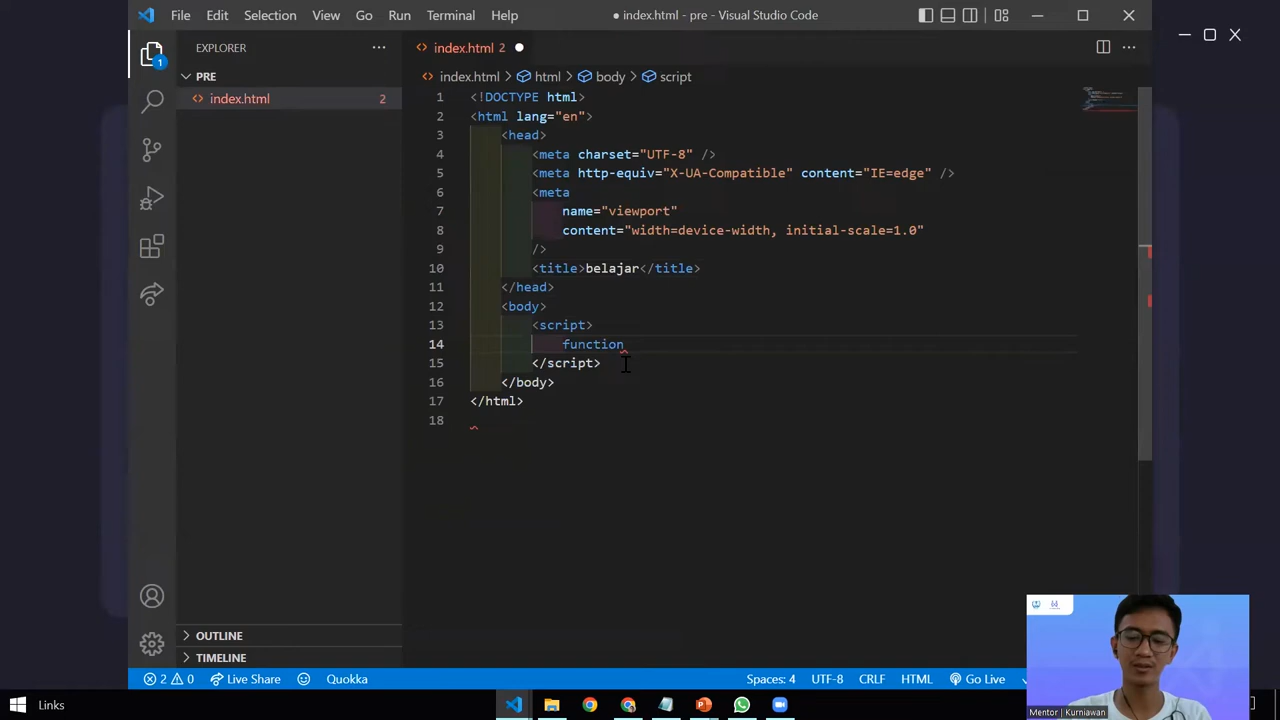 File Edit Selection View Go Run Terminal Help
● index.html - pre - Visual Studio Code
EXPLORER
PRE
index.html 2
1
index.html 2
index.html > html > body > script
1 <!DOCTYPE html>
2 <html lang="en">
3 <head>
4 <meta charset="UTF-8" />
5 <meta http-equiv="X-UA-Compatible" content="IE=edge" />
6 <meta
7 name="viewport"
8 content="width=device-width, initial-scale=1.0"
9 />
10 <title>belajar</title>
11 </head>
12 <body>
13 <script>
14 function
15 </script>
16 </body>
17 </html>
18
OUTLINE
TIMELINE
2 0 Live Share Quokka
Spaces: 4 UTF-8 CRLF HTML Go Live
Mentor | Kurniawan
Links